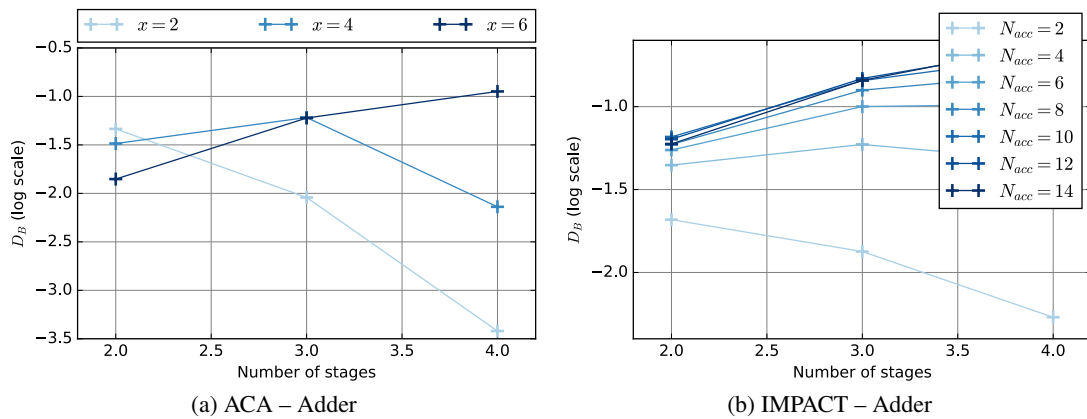 x = 2 x = 4 x = 6
−0.5
−1.0
−1.5
−2.0
−2.5
−3.0
−3.5
D_B (log scale)
2.0 2.5 3.0 3.5 4.0
Number of stages
(a) ACA – Adder
N_acc = 2
N_acc = 4
N_acc = 6
N_acc = 8
N_acc = 10
N_acc = 12
N_acc = 14
−1.0
−1.5
−2.0
D_B (log scale)
2.0 2.5 3.0 3.5 4.0
Number of stages
(b) IMPACT – Adder